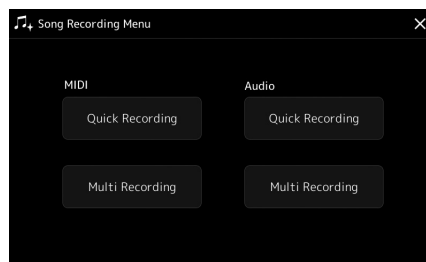 Song Recording Menu
MIDI
Audio
Quick Recording
Quick Recording
Multi Recording
Multi Recording